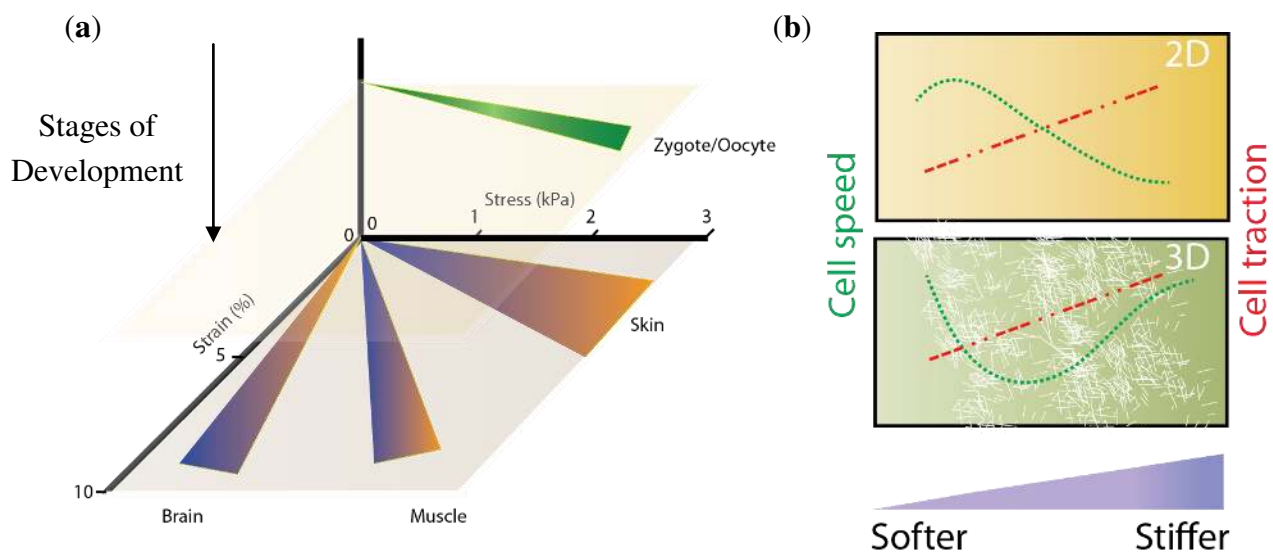 (a)
Stages of
Development
Zygote/Oocyte
Stress (kPa)
0
1
2
3
0
Strain (%)
5
10
Skin
Brain
Muscle
(b)
2D
3D
Cell speed
Cell traction
Softer
Stiffer